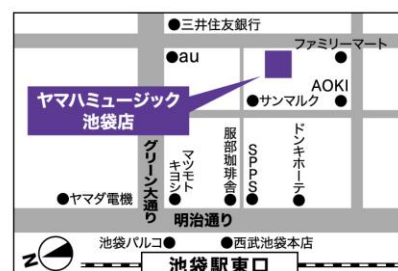 ●三井住友銀行
ファミリーマート
●au
AOKI
●サンマルク
ヤマハミュージック
池袋店
グリーン大通り
マツモト
キヨシ
服部珈琲舎
SPPS
ドンキホーテ
●ヤマダ電機
明治通り
池袋パルコ●
●西武池袋本店
N
池袋駅東口